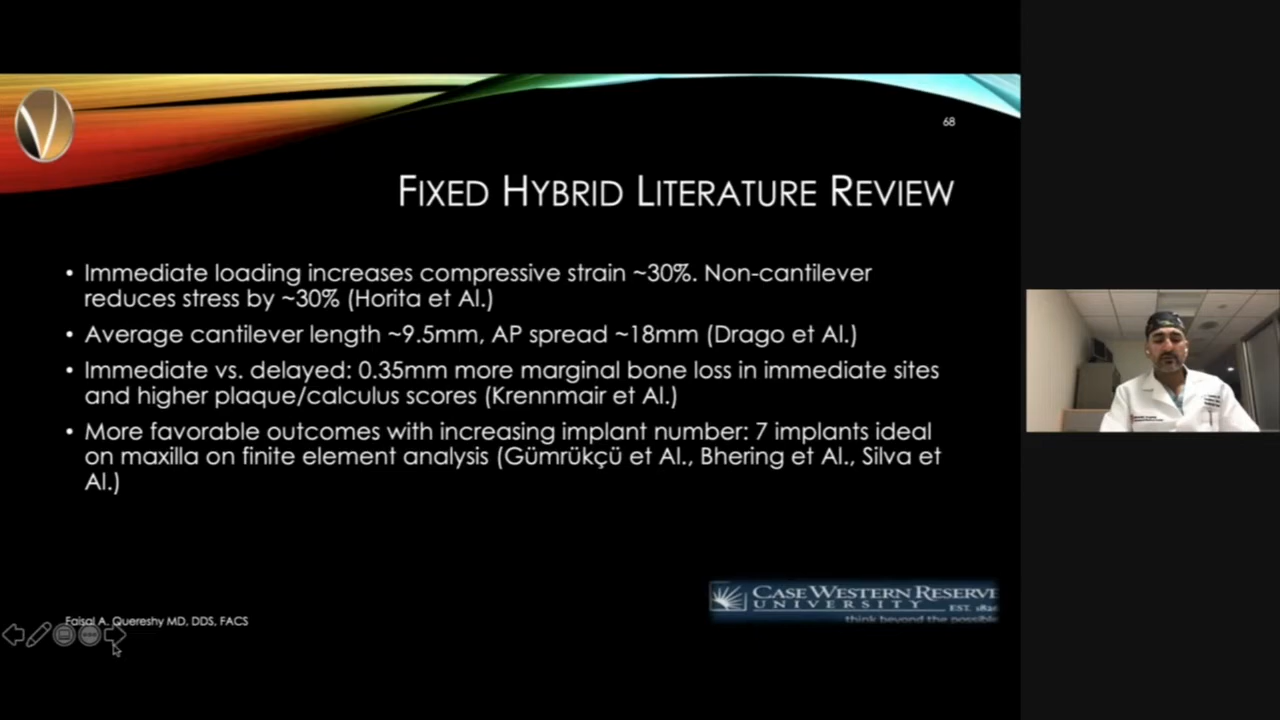 68
FIXED HYBRID LITERATURE REVIEW
• Immediate loading increases compressive strain ~30%. Non-cantilever
reduces stress by ~30% (Horita et Al.)
• Average cantilever length ~9.5mm, AP spread ~18mm (Drago et Al.)
• Immediate vs. delayed: 0.35mm more marginal bone loss in immediate sites
and higher plaque/calculus scores (Krennmair et Al.)
• More favorable outcomes with increasing implant number: 7 implants ideal
on maxilla on finite element analysis (Gümrükçü et Al., Bhering et Al., Silva et
Al.)
CASE WESTERN RESERVE
UNIVERSITY EST. 1826
think beyond the possible
Faisal A. Quereshy MD, DDS, FACS